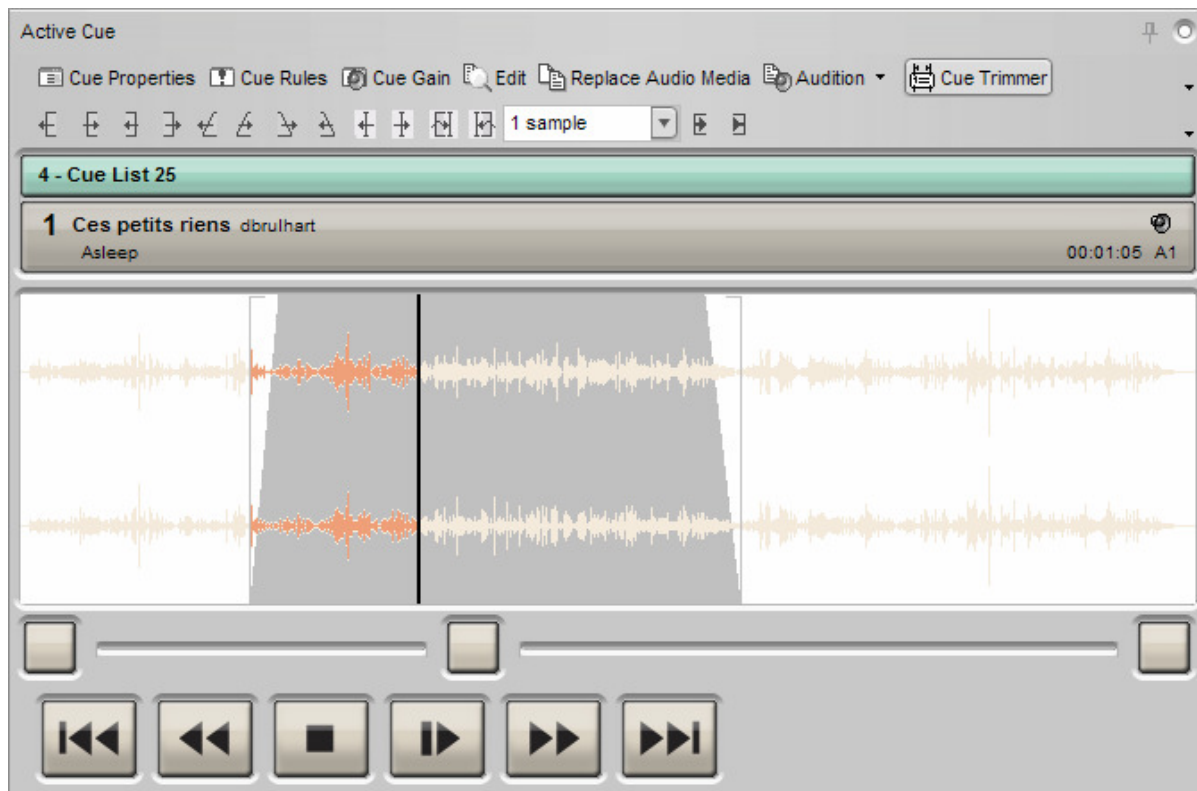 Active Cue
Cue Properties Cue Rules Cue Gain Edit Replace Audio Media Audition Cue Trimmer
1 sample
4 - Cue List 25
1 Ces petits riens dbrulhart
Asleep 00:01:05 A1